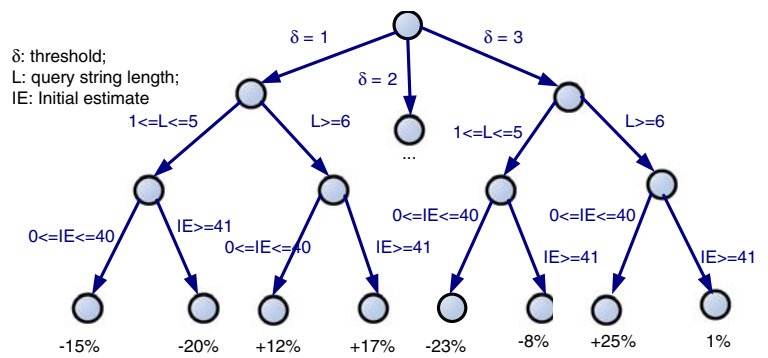 δ = 1
δ = 3
δ: threshold;
L: query string length;
IE: Initial estimate
δ = 2
1<=L<=5
L>=6
1<=L<=5
L>=6
...
0<=IE<=40
IE>=41
0<=IE<=40
IE>=41
0<=IE<=40
IE>=41
0<=IE<=40
IE>=41
-15%
-20%
+12%
+17%
-23%
-8%
+25%
1%